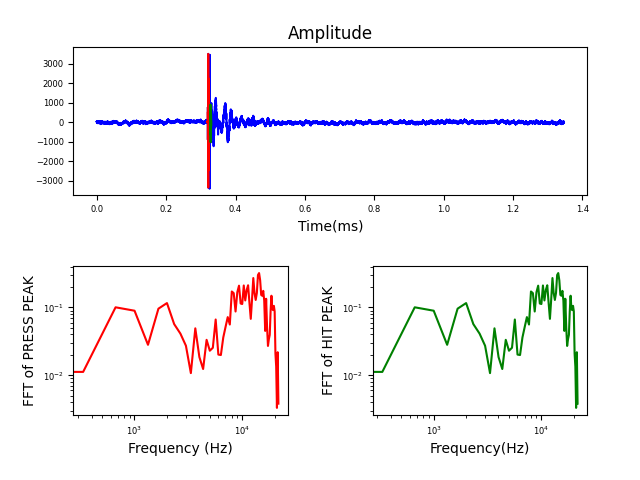 Amplitude
3000
2000
1000
0
−1000
−2000
−3000
0.0 0.2 0.4 0.6 0.8 1.0 1.2 1.4
Time(ms)
FFT of PRESS PEAK
10⁻¹
10⁻²
10³ 10⁴
Frequency (Hz)
FFT of HIT PEAK
10⁻¹
10⁻²
10³ 10⁴
Frequency(Hz)